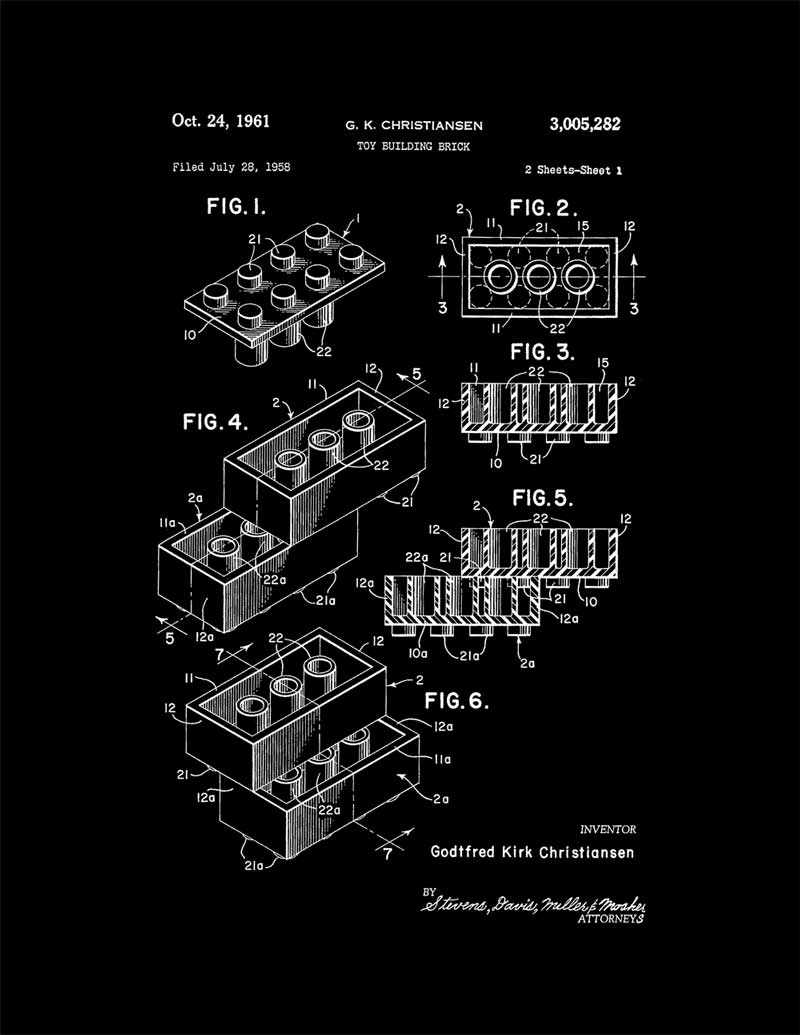 Oct. 24, 1961
G. K. CHRISTIANSEN
3,005,282
TOY BUILDING BRICK
Filed July 28, 1958
2 Sheets-Sheet 1
FIG. 1.
1
21
10
22
FIG. 2.
2
11
21
15
12
12
3
3
11
22
FIG. 3.
11
22
15
12
12
10
21
FIG. 4.
12
5
11
2
22
21
2a
11a
22a
21a
5
12a
FIG. 5.
2
12
22
12
21
22a
12a
21
10
12a
10a
21a
2a
FIG. 6.
7
22
12
11
2
12
12a
11a
21
12a
22a
2a
21a
7
INVENTOR
Godtfred Kirk Christiansen
BY
Stevens, Davis, Miller & Mosher
ATTORNEYS